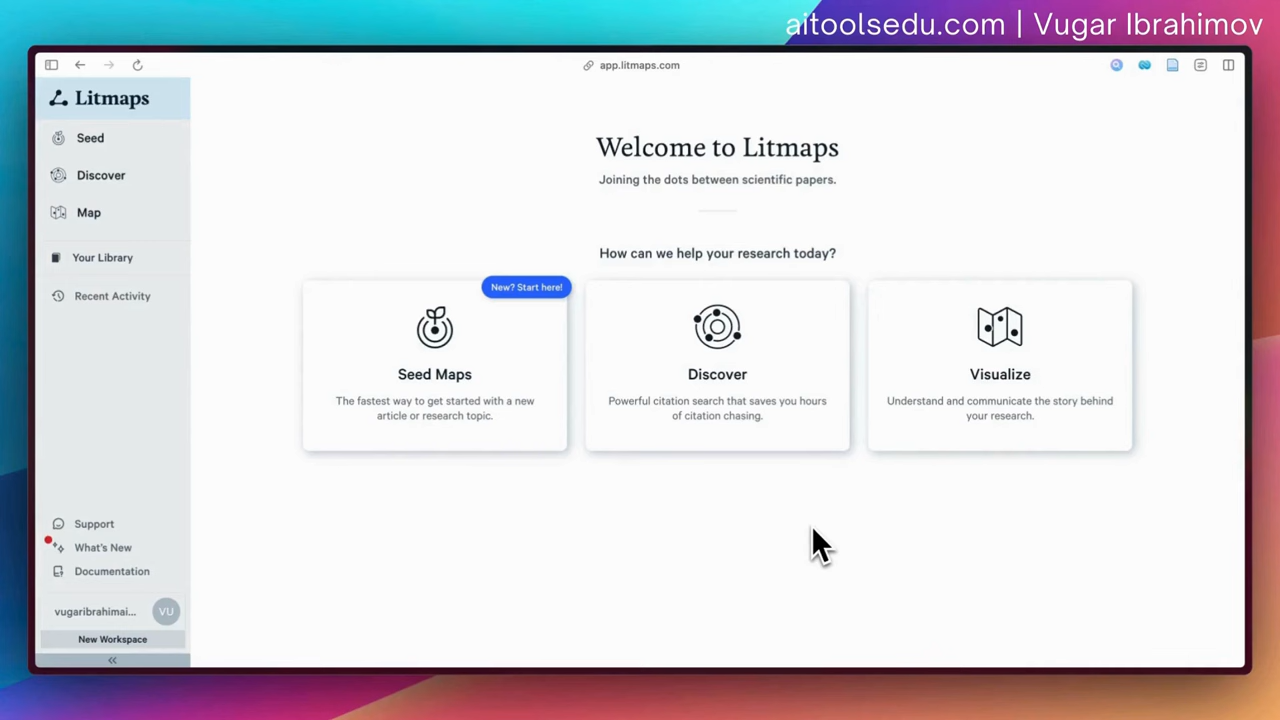 aitoolsedu.com | Vugar Ibrahimov
app.litmaps.com
Litmaps
Seed
Discover
Map
Your Library
Recent Activity
Support
What's New
Documentation
vugaribrahimai...
VU
New Workspace
Welcome to Litmaps
Joining the dots between scientific papers.
How can we help your research today?
New? Start here!
Seed Maps
The fastest way to get started with a new
article or research topic.
Discover
Powerful citation search that saves you hours
of citation chasing.
Visualize
Understand and communicate the story behind
your research.